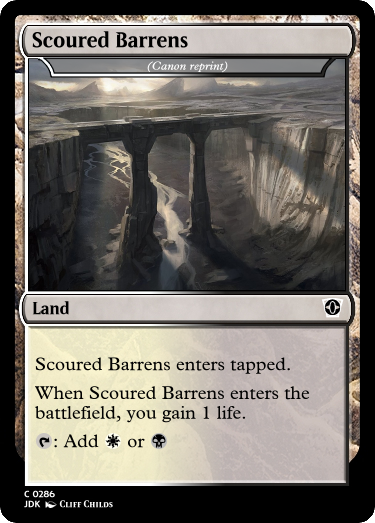 Scoured Barrens
(Canon reprint)
Land
Scoured Barrens enters tapped.
When Scoured Barrens enters the
battlefield, you gain 1 life.
: Add or
C 0286
JDK Cliff Childs